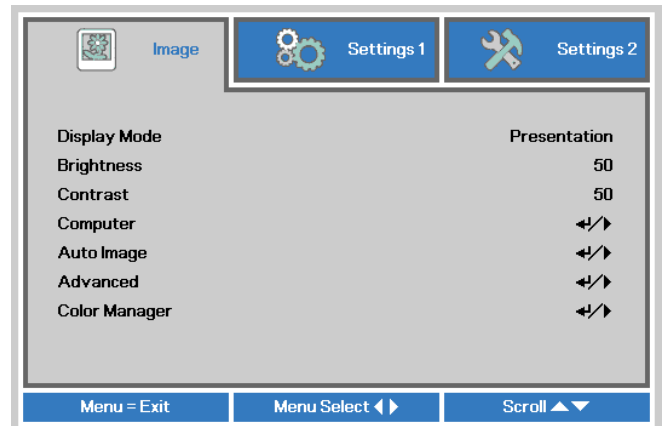 Image Settings 1 Settings 2
Display Mode Presentation
Brightness 50
Contrast 50
Computer
Auto Image
Advanced
Color Manager
Menu = Exit Menu Select Scroll